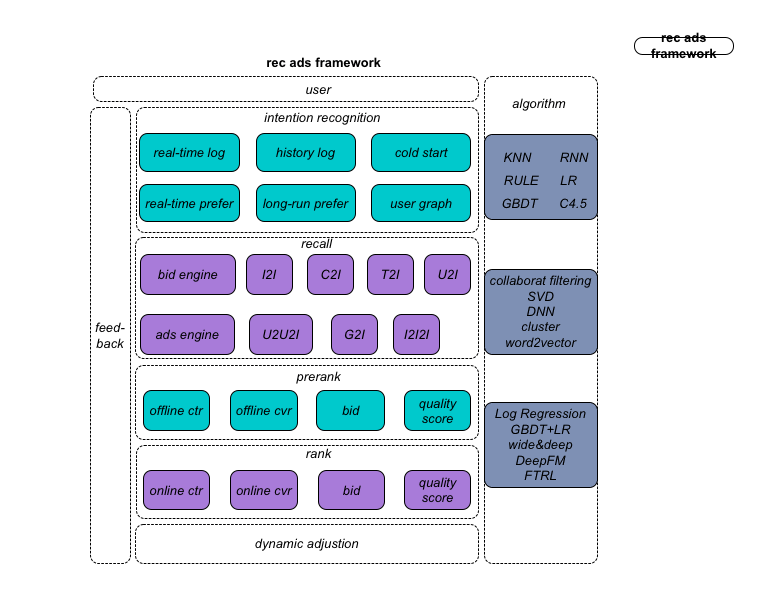 rec ads
framework
rec ads framework
user
algorithm
intention recognition
real-time log
history log
cold start
real-time prefer
long-run prefer
user graph
KNN RNN
RULE LR
GBDT C4.5
recall
bid engine
I2I
C2I
T2I
U2I
ads engine
U2U2I
G2I
I2I2I
collaborat filtering
SVD
DNN
cluster
word2vector
feed-
back
prerank
offline ctr
offline cvr
bid
quality
score
Log Regression
GBDT+LR
wide&deep
DeepFM
FTRL
rank
online ctr
online cvr
bid
quality
score
dynamic adjustion